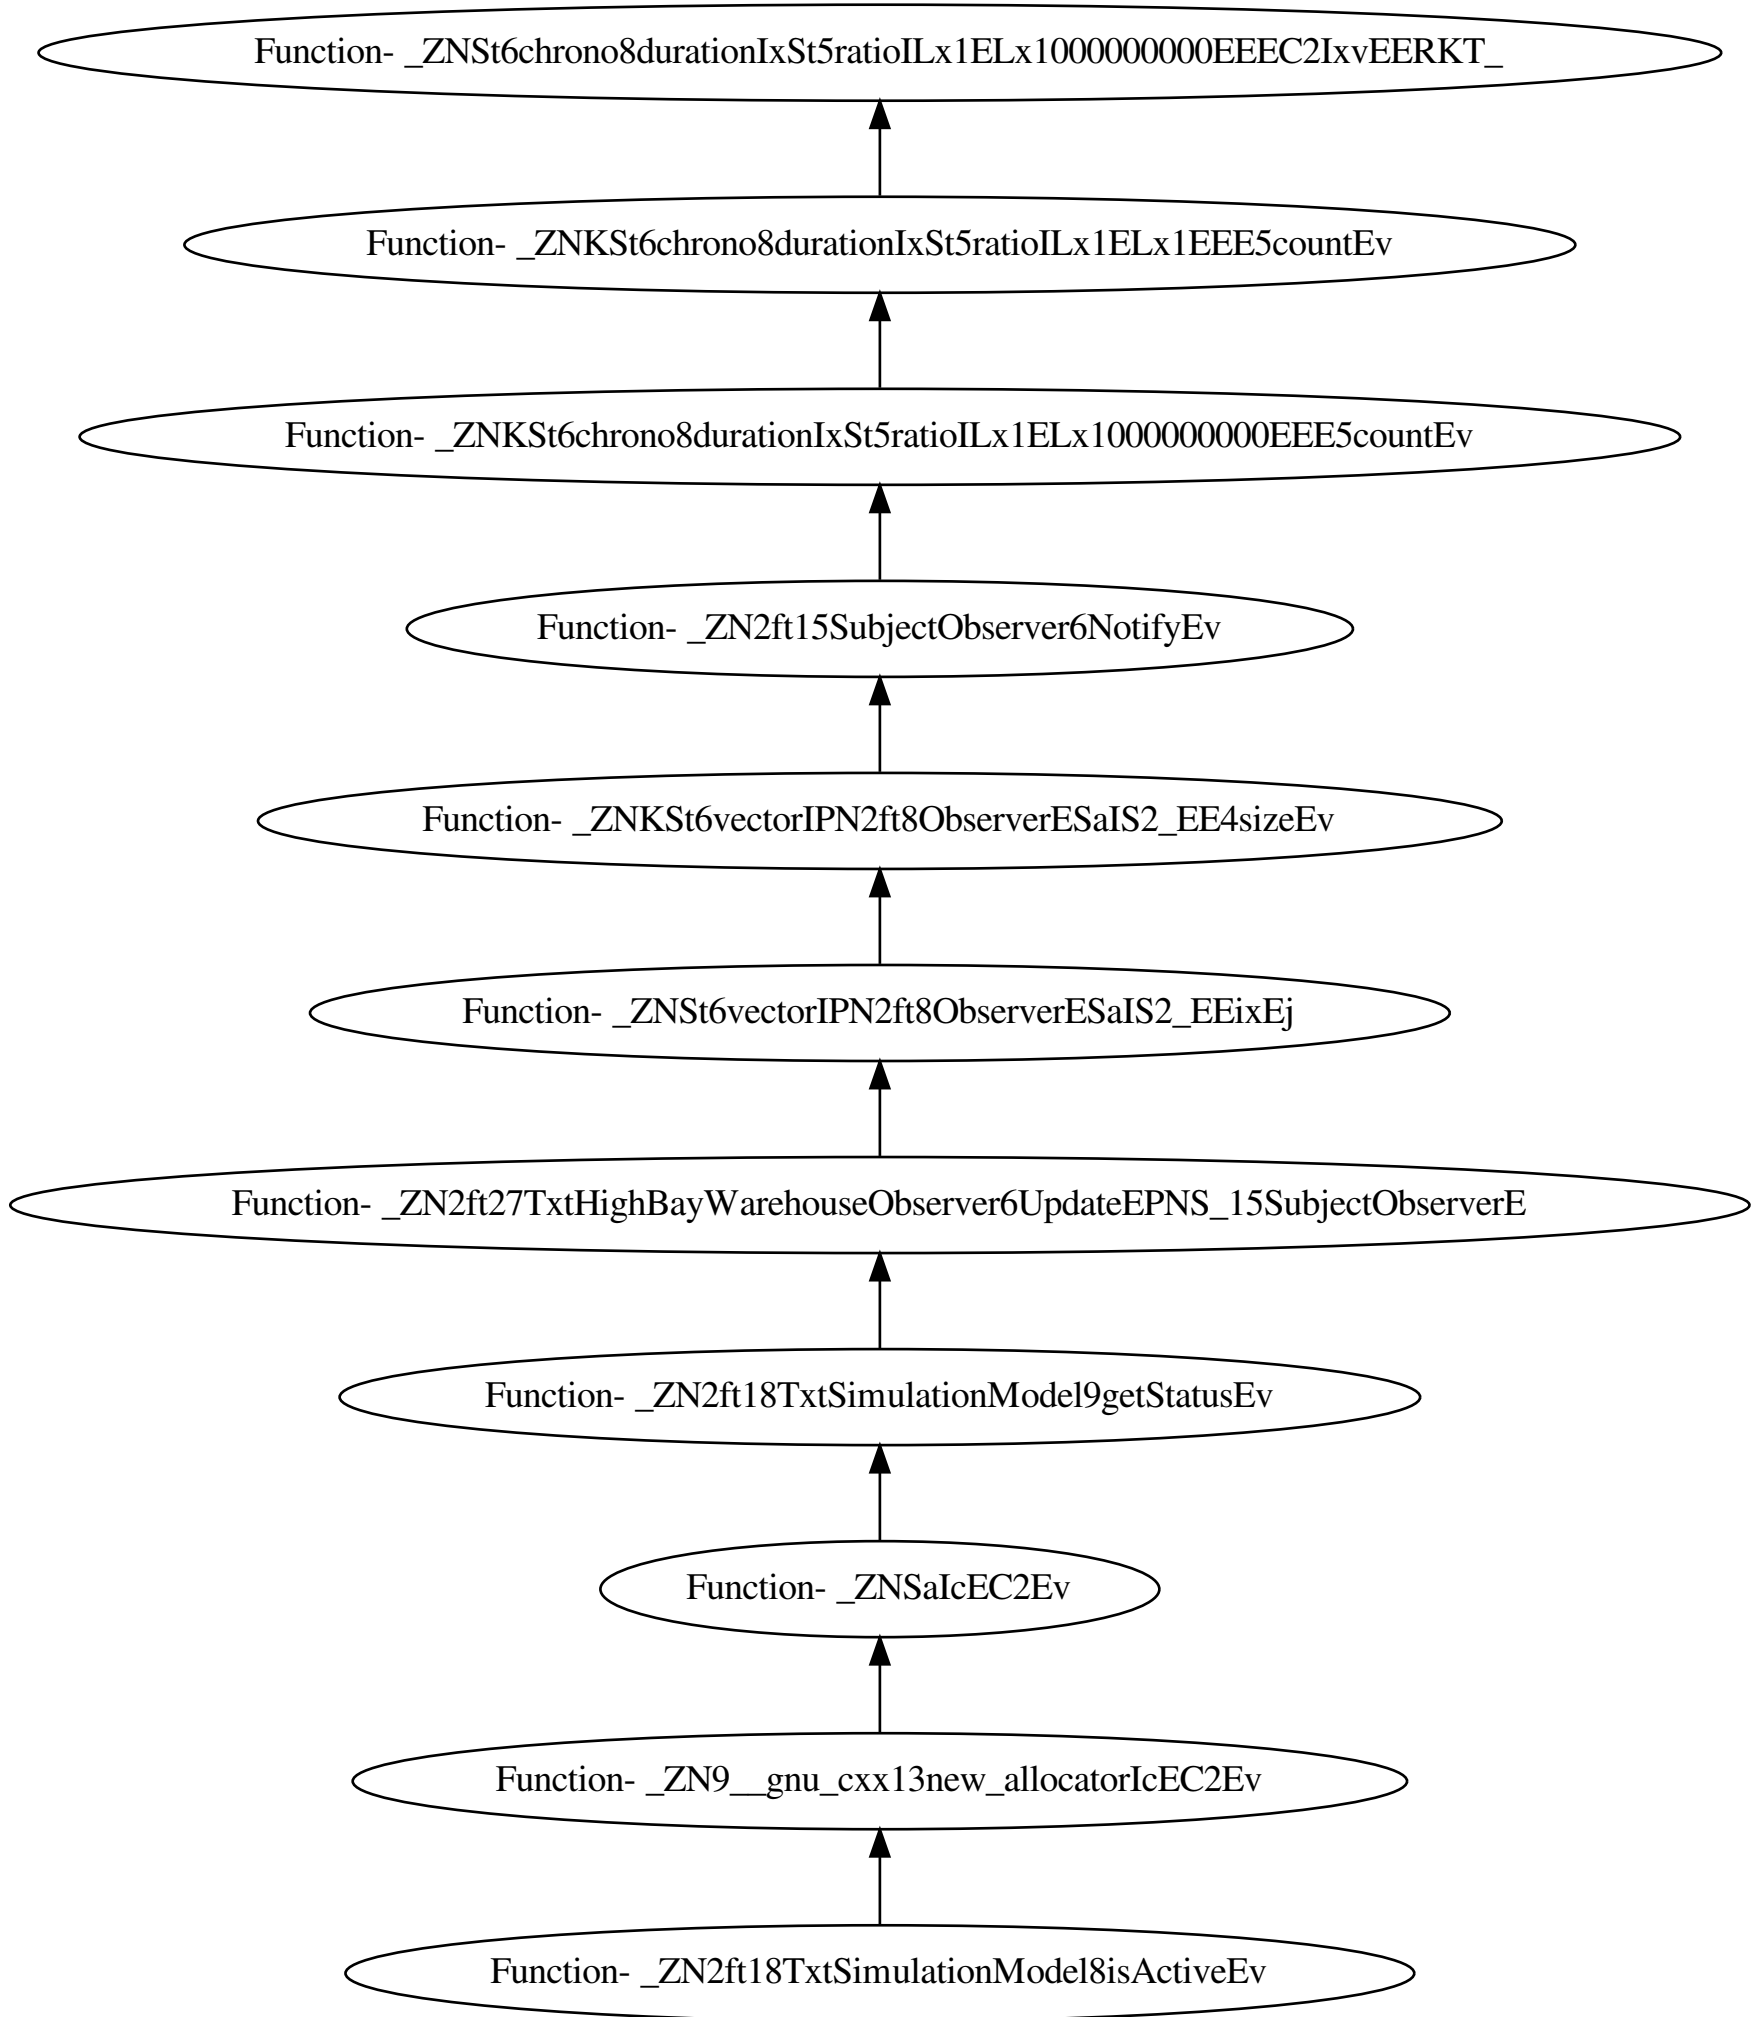 Function- _ZNSt6chrono8durationIxSt5ratioILx1ELx1000000000EEEC2IxvEERKT_
Function- _ZNKSt6chrono8durationIxSt5ratioILx1ELx1EEE5countEv
Function- _ZNKSt6chrono8durationIxSt5ratioILx1ELx1000000000EEE5countEv
Function- _ZN2ft15SubjectObserver6NotifyEv
Function- _ZNKSt6vectorIPN2ft8ObserverESaIS2_EE4sizeEv
Function- _ZNSt6vectorIPN2ft8ObserverESaIS2_EEixEj
Function- _ZN2ft27TxtHighBayWarehouseObserver6UpdateEPNS_15SubjectObserverE
Function- _ZN2ft18TxtSimulationModel9getStatusEv
Function- _ZNSaIcEC2Ev
Function- _ZN9__gnu_cxx13new_allocatorIcEC2Ev
Function- _ZN2ft18TxtSimulationModel8isActiveEv